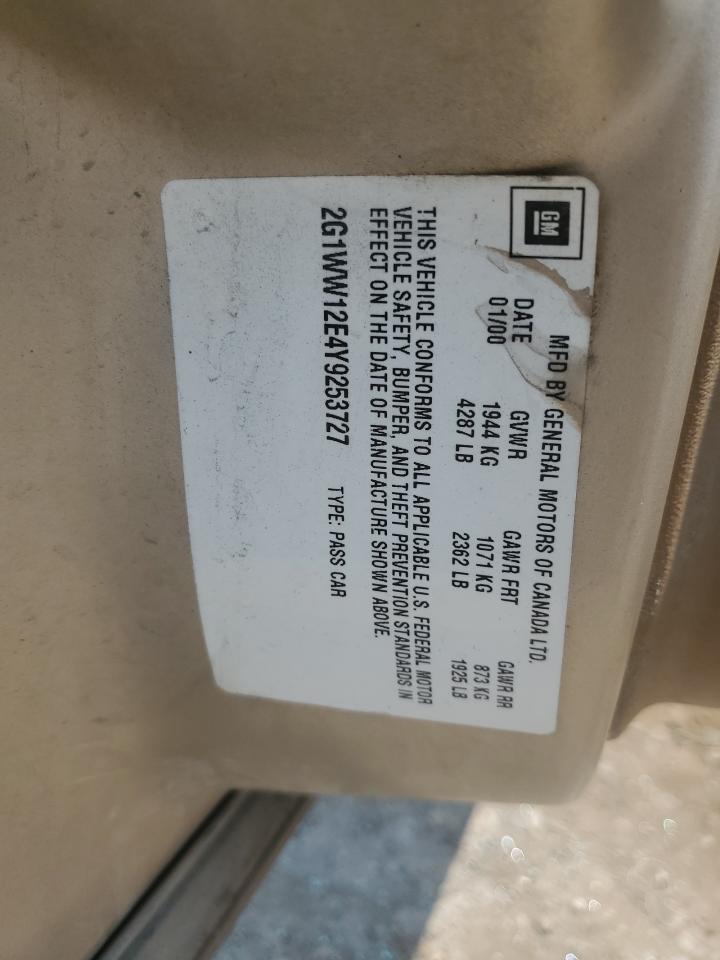 GM
MFD BY GENERAL MOTORS OF CANADA LTD.
DATE GVWR GAWR FRT GAWR RR
01/00 1944 KG 1071 KG 873 KG
4287 LB 2362 LB 1925 LB
THIS VEHICLE CONFORMS TO ALL APPLICABLE U.S. FEDERAL MOTOR
VEHICLE SAFETY, BUMPER, AND THEFT PREVENTION STANDARDS IN
EFFECT ON THE DATE OF MANUFACTURE SHOWN ABOVE.
2G1WW12E4Y9253727 TYPE: PASS CAR